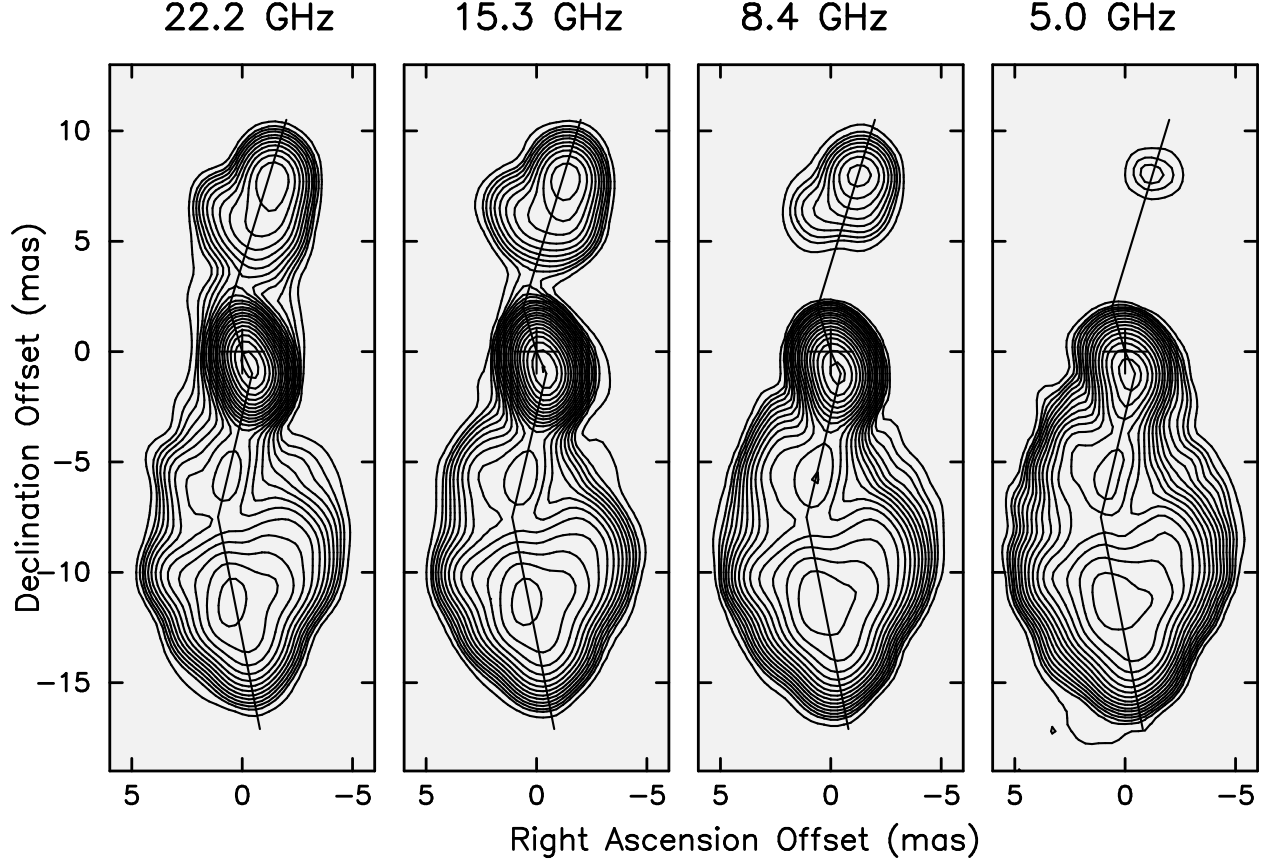 22.2 GHz 15.3 GHz 8.4 GHz 5.0 GHz
10
5
0
−5
−10
−15
Declination Offset (mas)
5 0 −5 5 0 −5 5 0 −5 5 0 −5
Right Ascension Offset (mas)